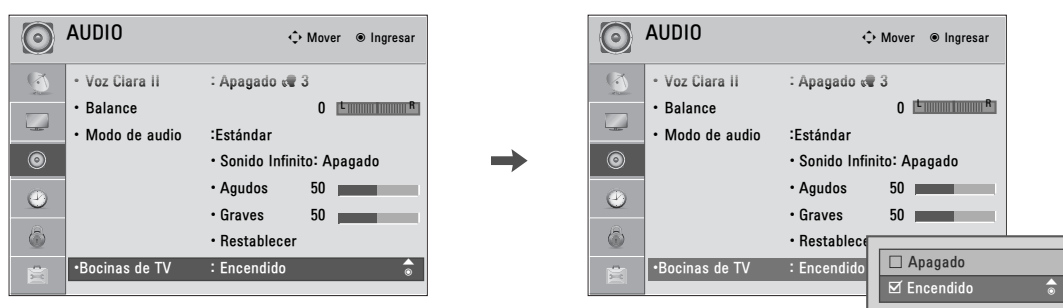 AUDIO
Mover
Ingresar
• Voz Clara II : Apagado 3
• Balance 0 L R
• Modo de audio :Estándar
• Sonido Infinito: Apagado
• Agudos 50
• Graves 50
• Restablecer
•Bocinas de TV : Encendido
AUDIO
Mover
Ingresar
• Voz Clara II : Apagado 3
• Balance 0 L R
• Modo de audio :Estándar
• Sonido Infinito: Apagado
• Agudos 50
• Graves 50
• Restablece
•Bocinas de TV : Encendido
Apagado
Encendido